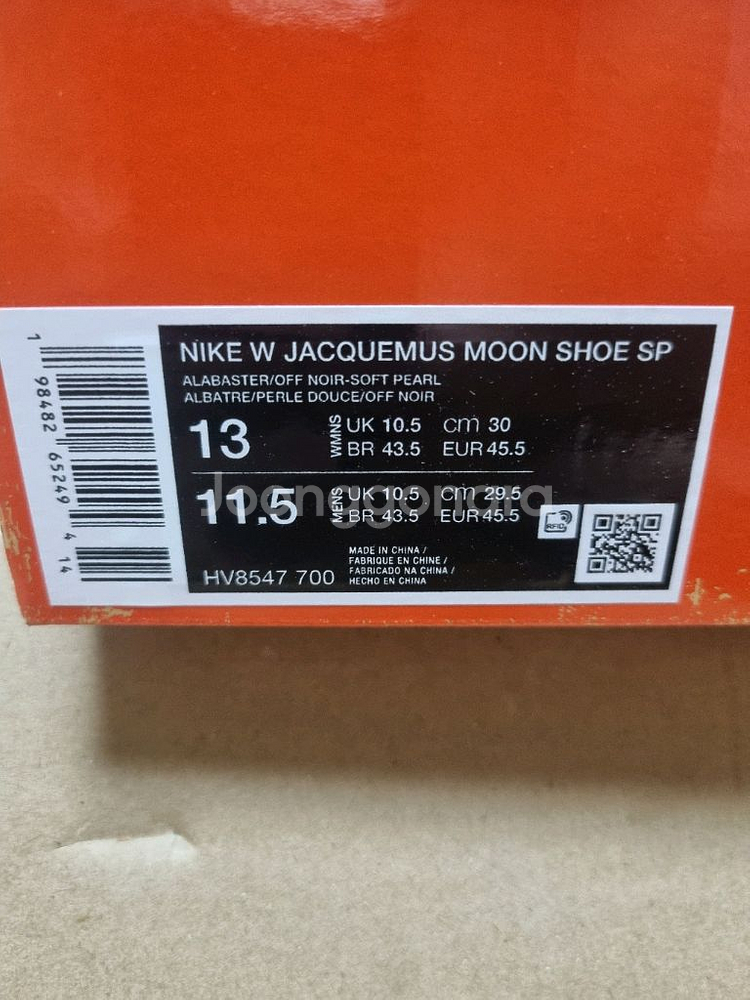 NIKE W JACQUEMUS MOON SHOE SP
ALABASTER/OFF NOIR-SOFT PEARL
ALBATRE/PERLE DOUCE/OFF NOIR
13 WMNS UK 10.5 cm 30
BR 43.5 EUR 45.5
11.5 MENS UK 10.5 cm 29.5
BR 43.5 EUR 45.5
Joonggonara
RFID
HV8547 700
MADE IN CHINA /
FABRIQUE EN CHINE /
FABRICADO NA CHINA /
HECHO EN CHINA
1 98482 65249 4 14